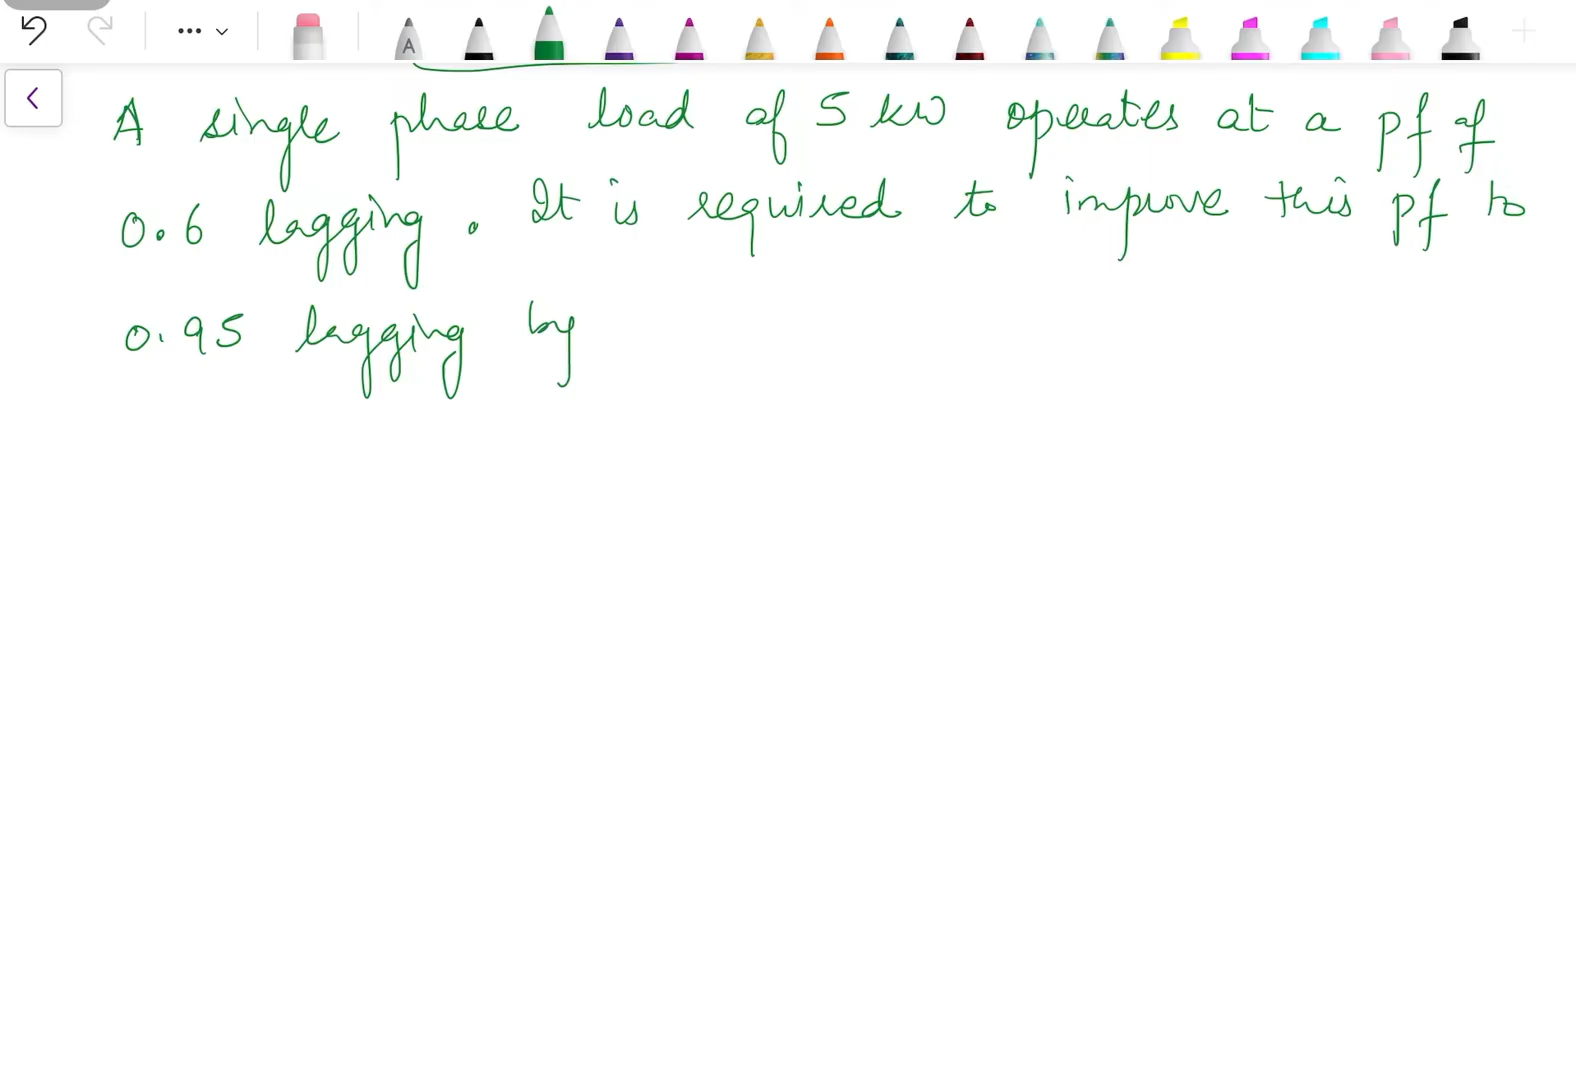 A
A single phase load of 5 kW operates at a pf of
0.6 lagging. It is required to improve this pf to
0.95 lagging by